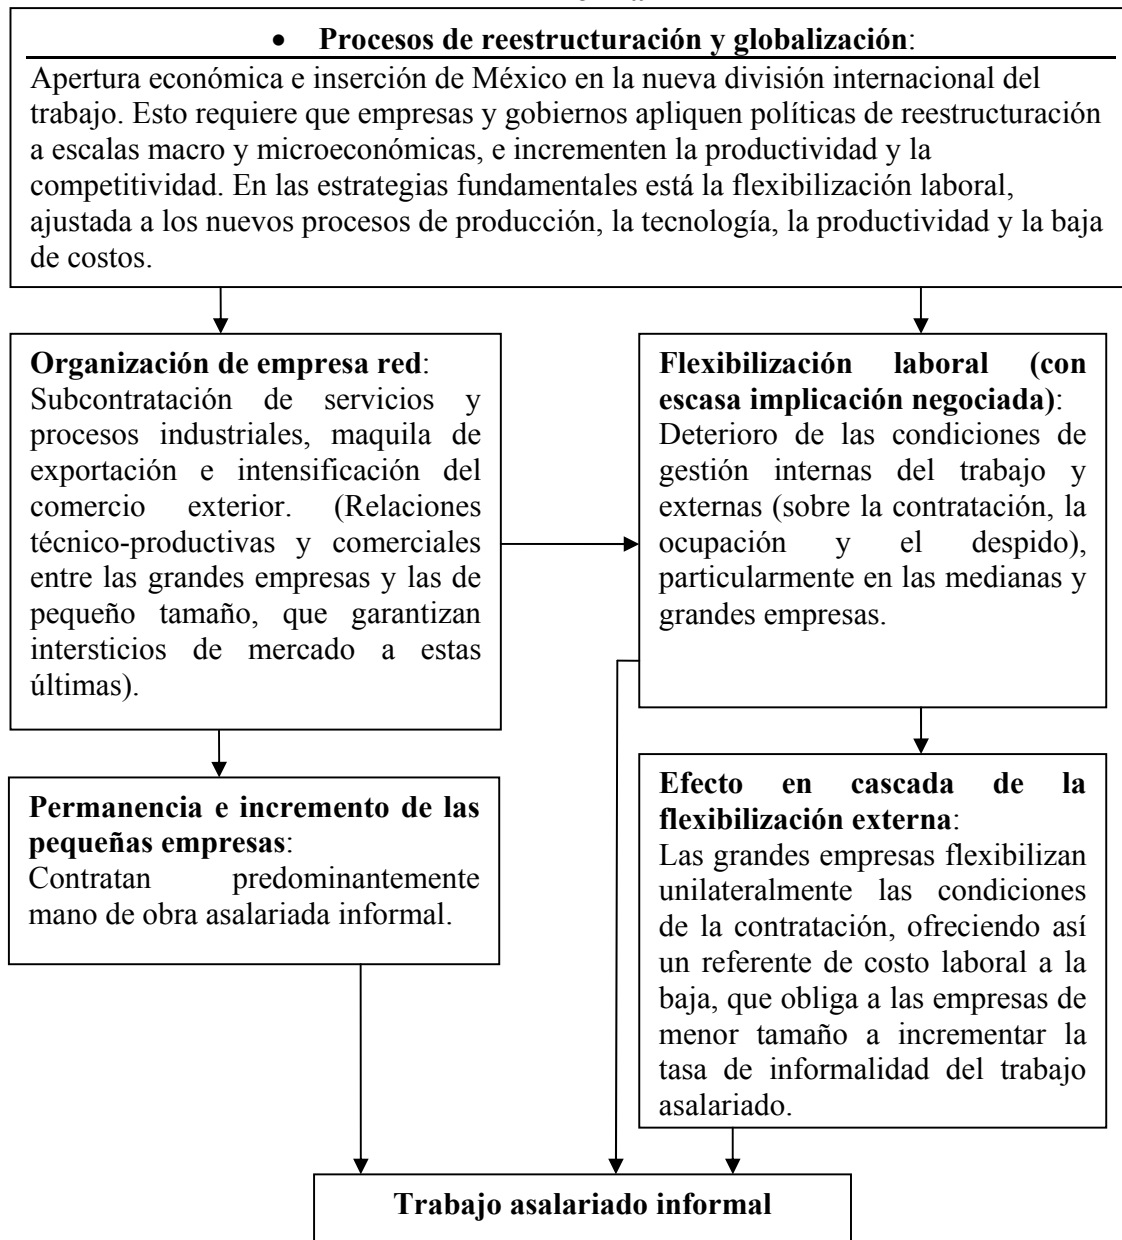 • Procesos de reestructuración y globalización:
Apertura económica e inserción de México en la nueva división internacional del
trabajo. Esto requiere que empresas y gobiernos apliquen políticas de reestructuración
a escalas macro y microeconómicas, e incrementen la productividad y la
competitividad. En las estrategias fundamentales está la flexibilización laboral,
ajustada a los nuevos procesos de producción, la tecnología, la productividad y la baja
de costos.
Organización de empresa red:
Subcontratación de servicios y
procesos industriales, maquila de
exportación e intensificación del
comercio exterior. (Relaciones
técnico-productivas y comerciales
entre las grandes empresas y las de
pequeño tamaño, que garantizan
intersticios de mercado a estas
últimas).
Flexibilización laboral (con
escasa implicación negociada):
Deterioro de las condiciones de
gestión internas del trabajo y
externas (sobre la contratación, la
ocupación y el despido),
particularmente en las medianas y
grandes empresas.
Permanencia e incremento de las
pequeñas empresas:
Contratan predominantemente
mano de obra asalariada informal.
Efecto en cascada de la
flexibilización externa:
Las grandes empresas flexibilizan
unilateralmente las condiciones
de la contratación, ofreciendo así
un referente de costo laboral a la
baja, que obliga a las empresas de
menor tamaño a incrementar la
tasa de informalidad del trabajo
asalariado.
Trabajo asalariado informal